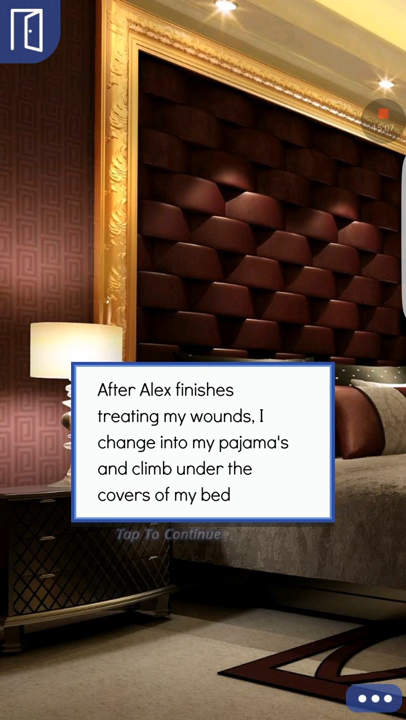 After Alex finishes
treating my wounds, I
change into my pajama's
and climb under the
covers of my bed
Tap To Continue